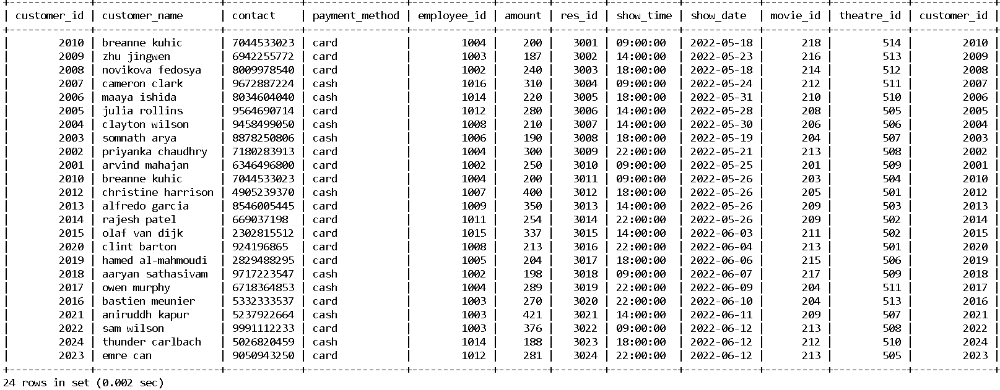 | customer_id | customer_name | contact | payment_method | employee_id | amount | res_id | show_time | show_date | movie_id | theatre_id | customer_id |
| 2010 | breanne kuhic | 7044533023 | card | 1004 | 200 | 3001 | 09:00:00 | 2022-05-18 | 218 | 514 | 2010 |
| 2009 | zhu jingwen | 6942255772 | card | 1003 | 187 | 3002 | 14:00:00 | 2022-05-23 | 216 | 513 | 2009 |
| 2008 | novikova fedosya | 8009978540 | card | 1002 | 240 | 3003 | 18:00:00 | 2022-05-18 | 214 | 512 | 2008 |
| 2007 | cameron clark | 9672887224 | cash | 1016 | 310 | 3004 | 09:00:00 | 2022-05-24 | 212 | 511 | 2007 |
| 2006 | maaya ishida | 8034604040 | cash | 1014 | 220 | 3005 | 18:00:00 | 2022-05-31 | 210 | 510 | 2006 |
| 2005 | julia rollins | 9564690714 | card | 1012 | 280 | 3006 | 14:00:00 | 2022-05-28 | 208 | 505 | 2005 |
| 2004 | clayton wilson | 9458499050 | cash | 1008 | 210 | 3007 | 14:00:00 | 2022-05-30 | 206 | 506 | 2004 |
| 2003 | somnath arya | 8878250806 | cash | 1006 | 190 | 3008 | 18:00:00 | 2022-05-19 | 204 | 507 | 2003 |
| 2002 | priyanka chaudhry | 7180283913 | card | 1004 | 300 | 3009 | 22:00:00 | 2022-05-21 | 213 | 508 | 2002 |
| 2001 | arvind mahajan | 6346496800 | card | 1002 | 250 | 3010 | 09:00:00 | 2022-05-25 | 201 | 509 | 2001 |
| 2010 | breanne kuhic | 7044533023 | card | 1004 | 200 | 3011 | 09:00:00 | 2022-05-26 | 203 | 504 | 2010 |
| 2012 | christine harrison | 4905239370 | cash | 1007 | 400 | 3012 | 18:00:00 | 2022-05-26 | 205 | 501 | 2012 |
| 2013 | alfredo garcia | 8546005445 | card | 1009 | 350 | 3013 | 14:00:00 | 2022-05-26 | 209 | 503 | 2013 |
| 2014 | rajesh patel | 669037198 | card | 1011 | 254 | 3014 | 22:00:00 | 2022-05-26 | 209 | 502 | 2014 |
| 2015 | olaf van dijk | 2302815512 | card | 1015 | 337 | 3015 | 14:00:00 | 2022-06-03 | 211 | 502 | 2015 |
| 2020 | clint barton | 924196865 | card | 1008 | 213 | 3016 | 22:00:00 | 2022-06-04 | 213 | 501 | 2020 |
| 2019 | hamed al-mahmoudi | 2829488295 | card | 1005 | 204 | 3017 | 18:00:00 | 2022-06-06 | 215 | 506 | 2019 |
| 2018 | aaryan sathasivam | 9717223547 | cash | 1002 | 198 | 3018 | 09:00:00 | 2022-06-07 | 217 | 509 | 2018 |
| 2017 | owen murphy | 6718364853 | cash | 1004 | 289 | 3019 | 22:00:00 | 2022-06-09 | 204 | 511 | 2017 |
| 2016 | bastien meunier | 5332333537 | card | 1003 | 270 | 3020 | 22:00:00 | 2022-06-10 | 204 | 513 | 2016 |
| 2021 | aniruddh kapur | 5237922664 | cash | 1003 | 421 | 3021 | 14:00:00 | 2022-06-11 | 209 | 507 | 2021 |
| 2022 | sam wilson | 9991112233 | card | 1003 | 376 | 3022 | 09:00:00 | 2022-06-12 | 213 | 508 | 2022 |
| 2024 | thunder carlbach | 5026820459 | cash | 1014 | 188 | 3023 | 18:00:00 | 2022-06-12 | 212 | 510 | 2024 |
| 2023 | emre can | 9050943250 | card | 1012 | 281 | 3024 | 22:00:00 | 2022-06-12 | 213 | 505 | 2023 |
24 rows in set (0.002 sec)